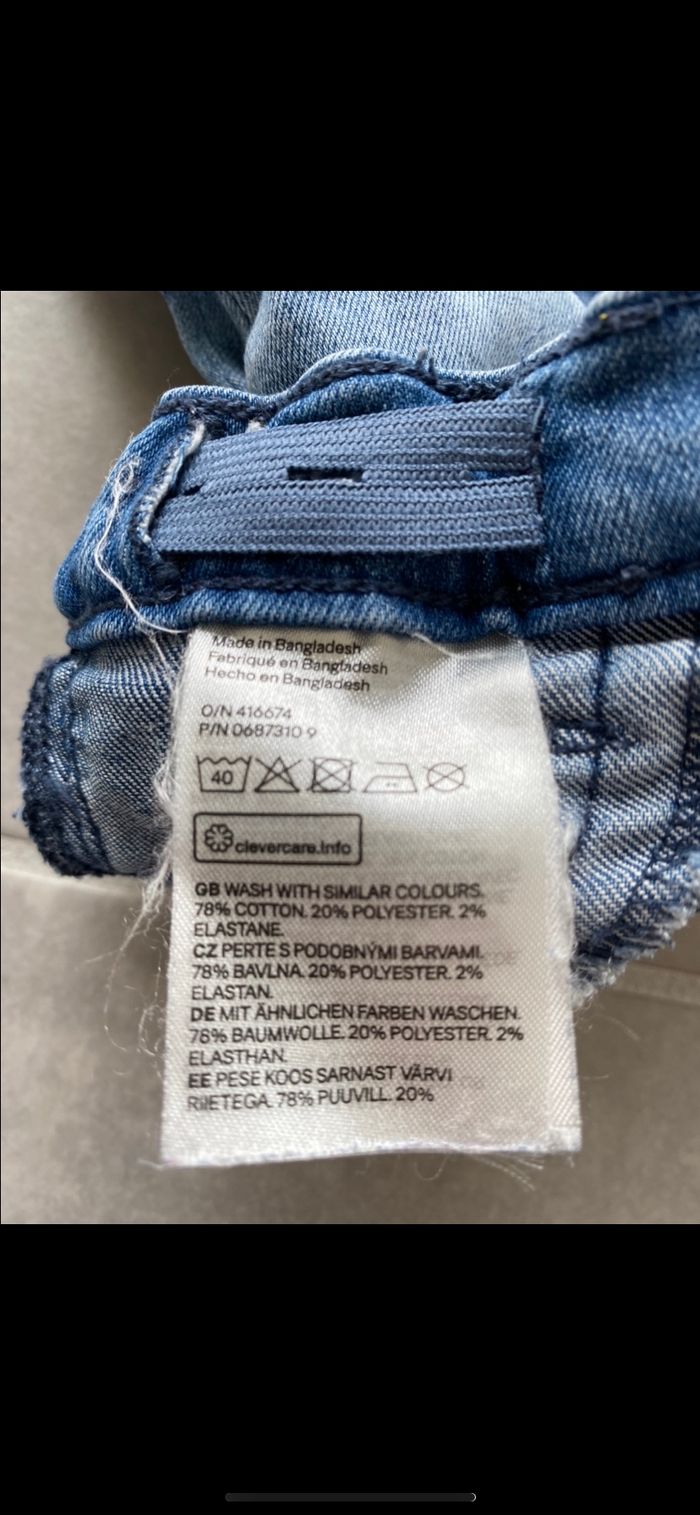 Made in Bangladesh
Fabriqué en Bangladesh
Hecho en Bangladesh
O/N 416674
P/N 0687310 9
40
clevercare.info
GB WASH WITH SIMILAR COLOURS.
78% COTTON. 20% POLYESTER. 2%
ELASTANE.
CZ PERTE S PODOBNÝMI BARVAMI.
78% BAVLNA. 20% POLYESTER. 2%
ELASTAN.
DE MIT ÄHNLICHEN FARBEN WASCHEN.
78% BAUMWOLLE. 20% POLYESTER. 2%
ELASTHAN.
EE PESE KOOS SARNAST VÄRVI
RIIETEGA. 78% PUUVILL. 20%